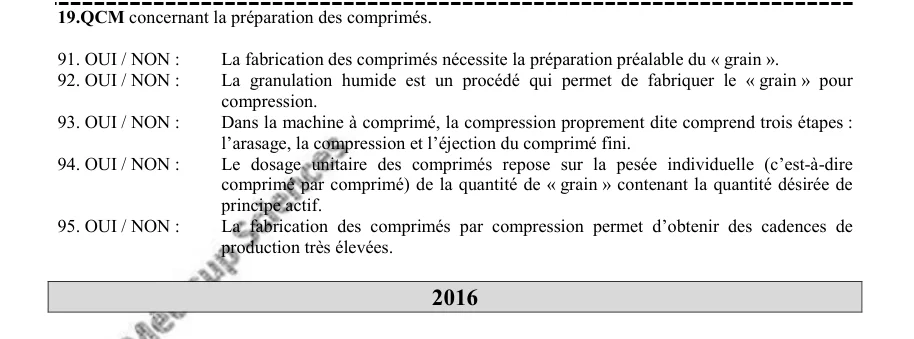 19.QCM concernant la préparation des comprimés.
91. OUI / NON : La fabrication des comprimés nécessite la préparation préalable du « grain ».
92. OUI / NON : La granulation humide est un procédé qui permet de fabriquer le « grain » pour
compression.
93. OUI / NON : Dans la machine à comprimé, la compression proprement dite comprend trois étapes :
l’arasage, la compression et l’éjection du comprimé fini.
94. OUI / NON : Le dosage unitaire des comprimés repose sur la pesée individuelle (c’est-à-dire
comprimé par comprimé) de la quantité de « grain » contenant la quantité désirée de
principe actif.
95. OUI / NON : La fabrication des comprimés par compression permet d’obtenir des cadences de
production très élevées.
2016